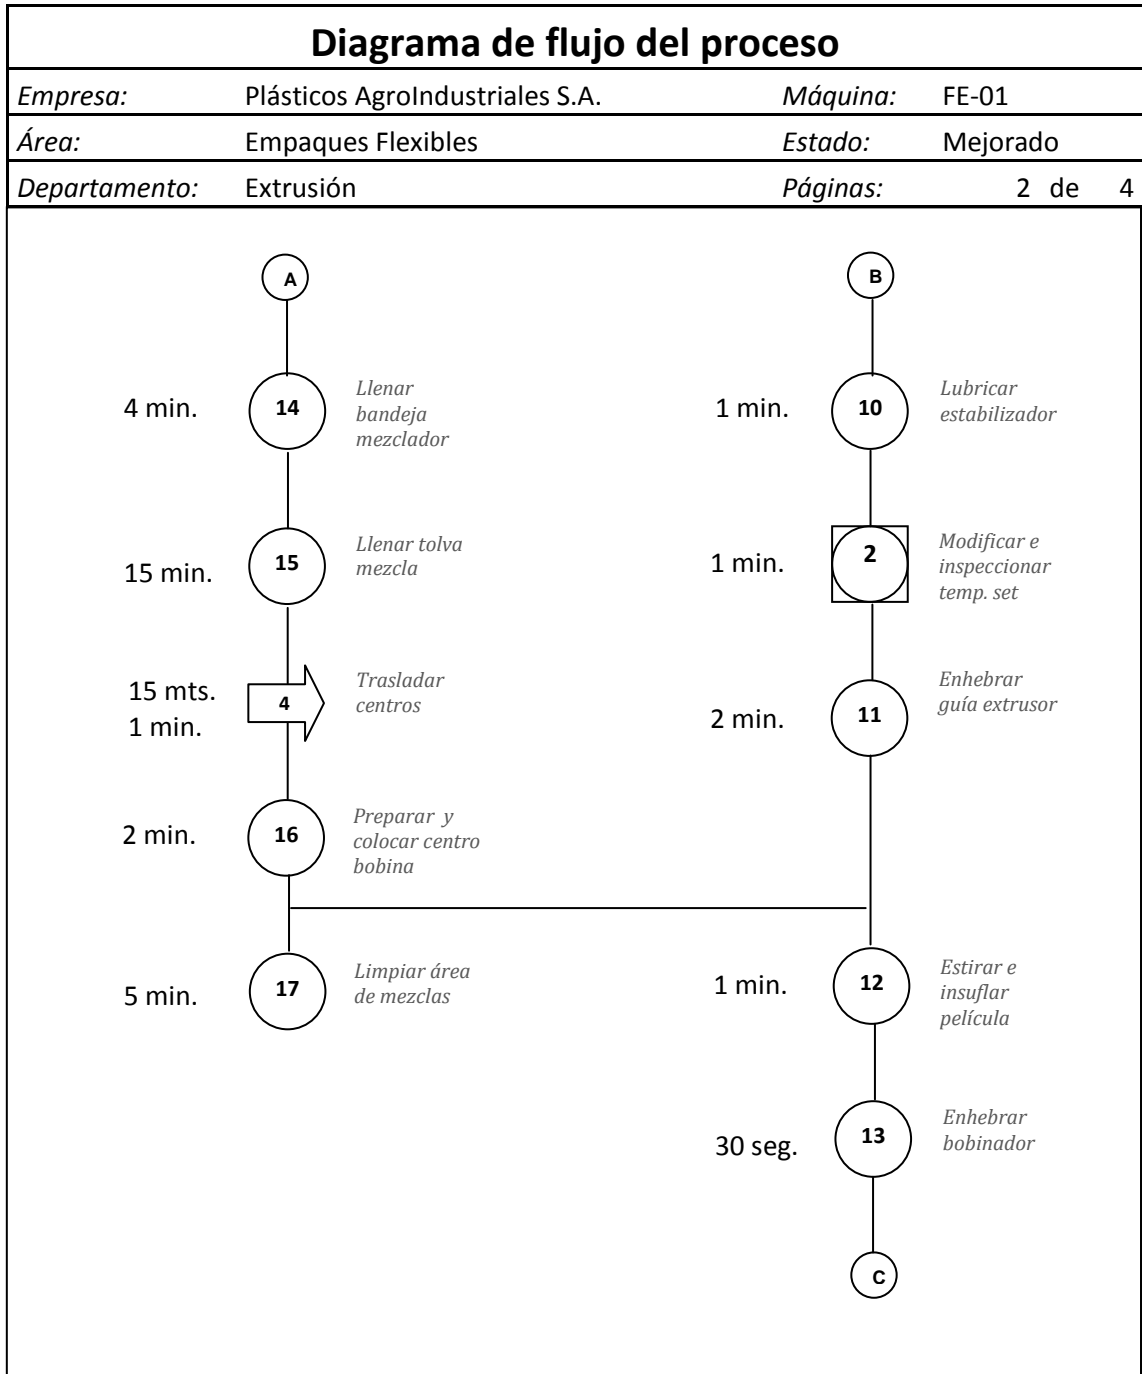 Diagrama de flujo del proceso
Empresa: Plásticos AgroIndustriales S.A. Máquina: FE-01
Área: Empaques Flexibles Estado: Mejorado
Departamento: Extrusión Páginas: 2 de 4
A
4 min.
14
Llenar
bandeja
mezclador
15 min.
15
Llenar tolva
mezcla
15 mts.
1 min.
4
Trasladar
centros
2 min.
16
Preparar y
colocar centro
bobina
5 min.
17
Limpiar área
de mezclas
B
1 min.
10
Lubricar
estabilizador
1 min.
2
Modificar e
inspeccionar
temp. set
2 min.
11
Enhebrar
guía extrusor
1 min.
12
Estirar e
insuflar
película
30 seg.
13
Enhebrar
bobinador
C